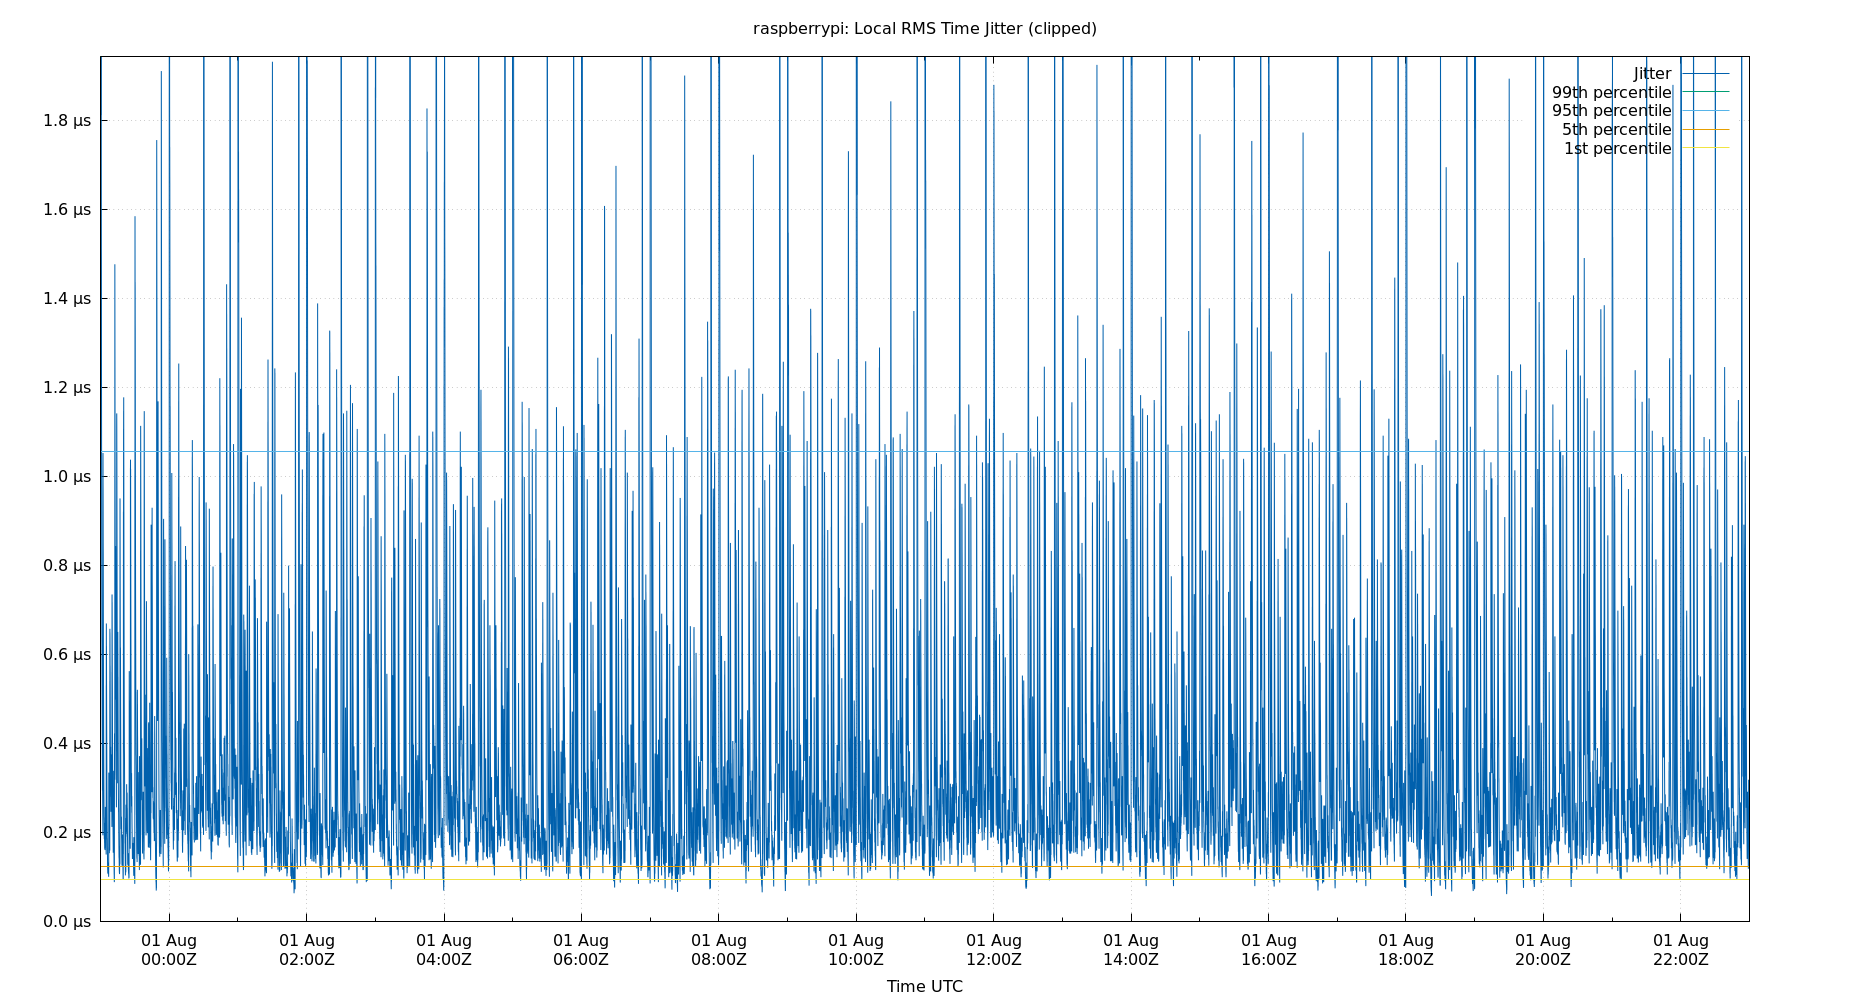 raspberrypi: Local RMS Time Jitter (clipped)
Jitter
99th percentile
95th percentile
5th percentile
1st percentile
1.8 µs
1.6 µs
1.4 µs
1.2 µs
1.0 µs
0.8 µs
0.6 µs
0.4 µs
0.2 µs
0.0 µs
01 Aug 01 Aug 01 Aug 01 Aug 01 Aug 01 Aug 01 Aug 01 Aug 01 Aug 01 Aug 01 Aug 01 Aug
00:00Z 02:00Z 04:00Z 06:00Z 08:00Z 10:00Z 12:00Z 14:00Z 16:00Z 18:00Z 20:00Z 22:00Z
Time UTC